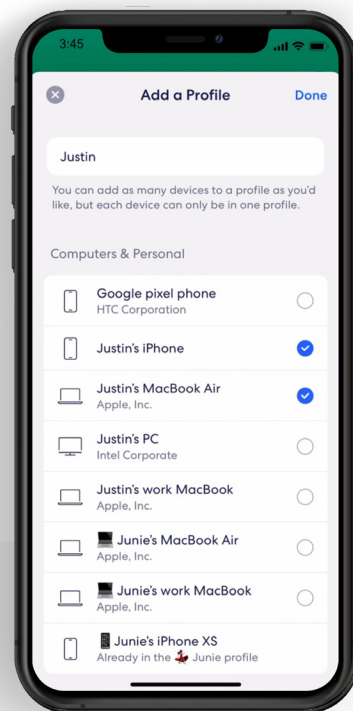 3:45
Add a Profile
Done
Justin
You can add as many devices to a profile as you'd
like, but each device can only be in one profile.
Computers & Personal
Google pixel phone
HTC Corporation
Justin's iPhone
Justin's MacBook Air
Apple, Inc.
Justin's PC
Intel Corporate
Justin's work MacBook
Apple, Inc.
💻 Junie's MacBook Air
Apple, Inc.
💻 Junie's work MacBook
Apple, Inc.
📱 Junie's iPhone XS
Already in the 💃 Junie profile